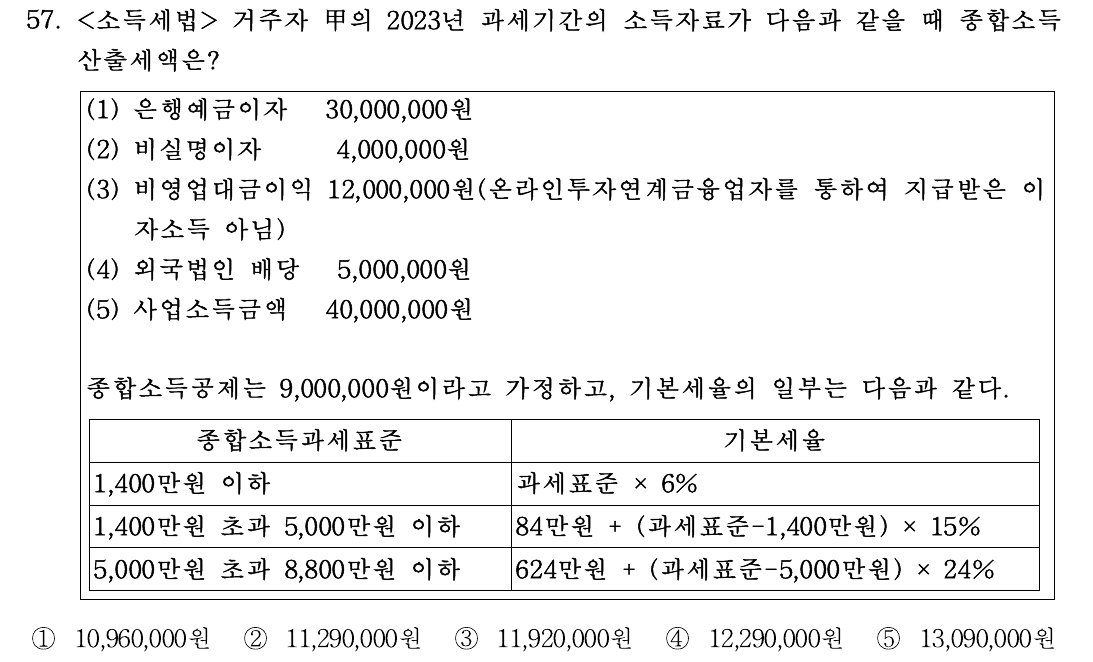 57. <소득세법> 거주자 甲의 2023년 과세기간의 소득자료가 다음과 같을 때 종합소득
산출세액은?
(1) 은행예금이자 30,000,000원
(2) 비실명이자 4,000,000원
(3) 비영업대금이익 12,000,000원(온라인투자연계금융업자를 통하여 지급받은 이
자소득 아님)
(4) 외국법인 배당 5,000,000원
(5) 사업소득금액 40,000,000원
종합소득공제는 9,000,000원이라고 가정하고, 기본세율의 일부는 다음과 같다.
종합소득과세표준 기본세율
1,400만원 이하 과세표준 × 6%
1,400만원 초과 5,000만원 이하 84만원 + (과세표준-1,400만원) × 15%
5,000만원 초과 8,800만원 이하 624만원 + (과세표준-5,000만원) × 24%
① 10,960,000원 ② 11,290,000원 ③ 11,920,000원 ④ 12,290,000원 ⑤ 13,090,000원